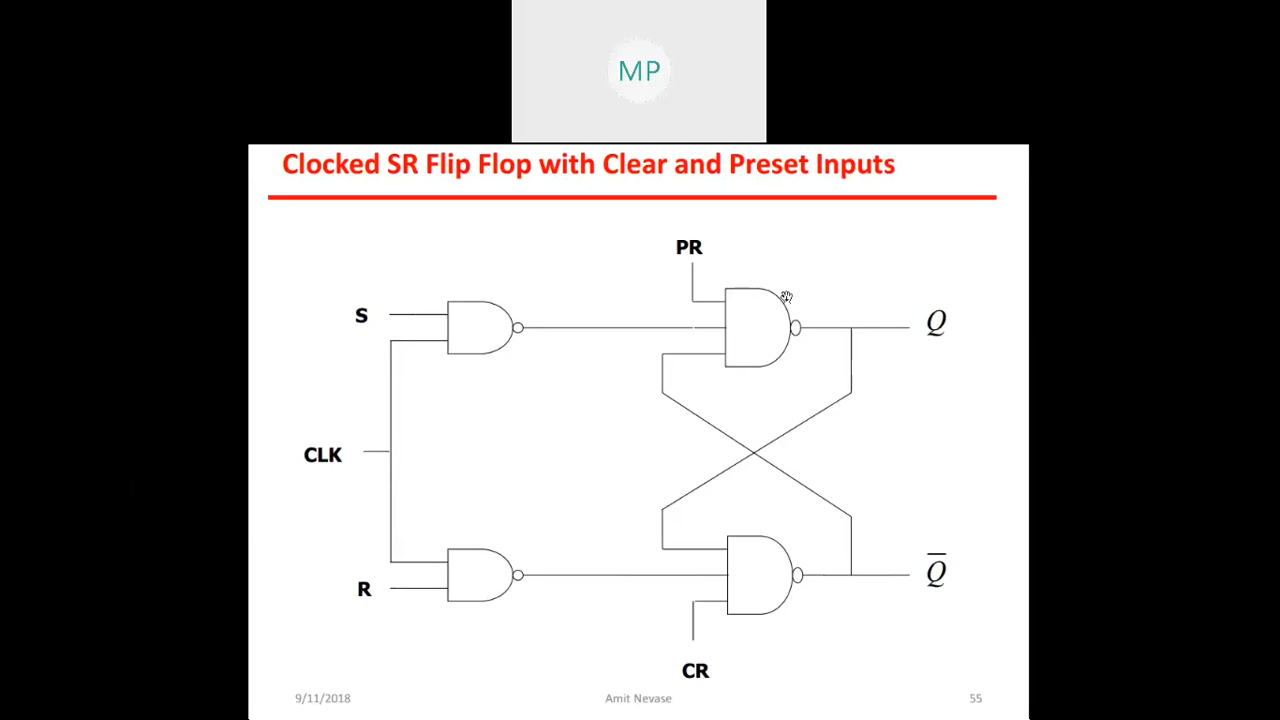 MP
Clocked SR Flip Flop with Clear and Preset Inputs
PR
S
Q
CLK
R
Q̅
CR
9/11/2018 Amit Nevase 55